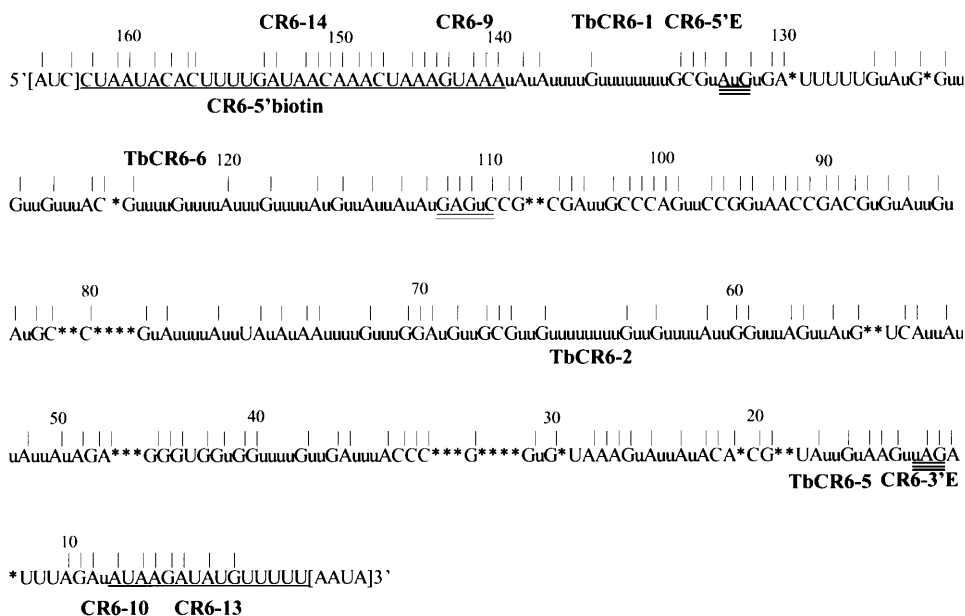 CR6-14 CR6-9 TbCR6-1 CR6-5'E
160 150 140 130
5'[AUC]CUAAUACACUUUUGAUAACAAACUAAAGUAAAuAuAuuuuGuuuuuuuGCGuAuGuGA*UUUUUGuAuG*Guu
CR6-5'biotin
TbCR6-6 120 110 100 90
GuuGuuuAC*GuuuuGuuuuAuuuGuuuuAuGuuAuuAuAuGAGuCCG**CGAuuGCCCAGuuCCGGuAACCGACGuGuAuuGu
80 70 60
AuGC**C****GuAuuuuAuuUAuAuAAuuuuGuuuGGAuGuuGCGuuGuuuuuuuuGuuGuuuuAuuGGuuuAGuuAuG**UCAuuAu
TbCR6-2
50 40 30 20
uAuuAuAGA***GGGUGGuGGuuuuGuuGAuuuACCC***G****GuG*UAAAGuAuuAuACA*CG**UAuuGuAAGuuAGA
TbCR6-5 CR6-3'E
10
*UUUAGAuAUAAGAUAUGUUUUU[AAUA]3'
CR6-10 CR6-13